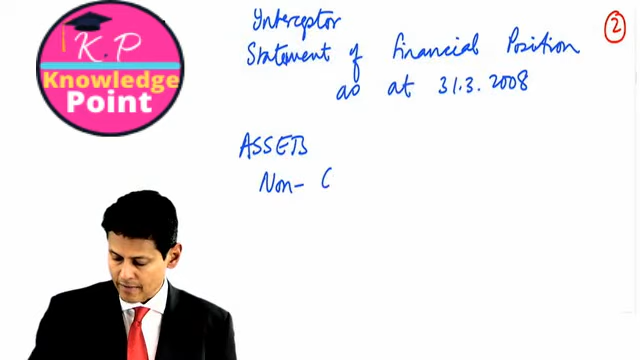 K.P
Knowledge
Point
Interceptor
Statement of Financial Position
as at 31.3.2008
2
ASSETS
Non- C